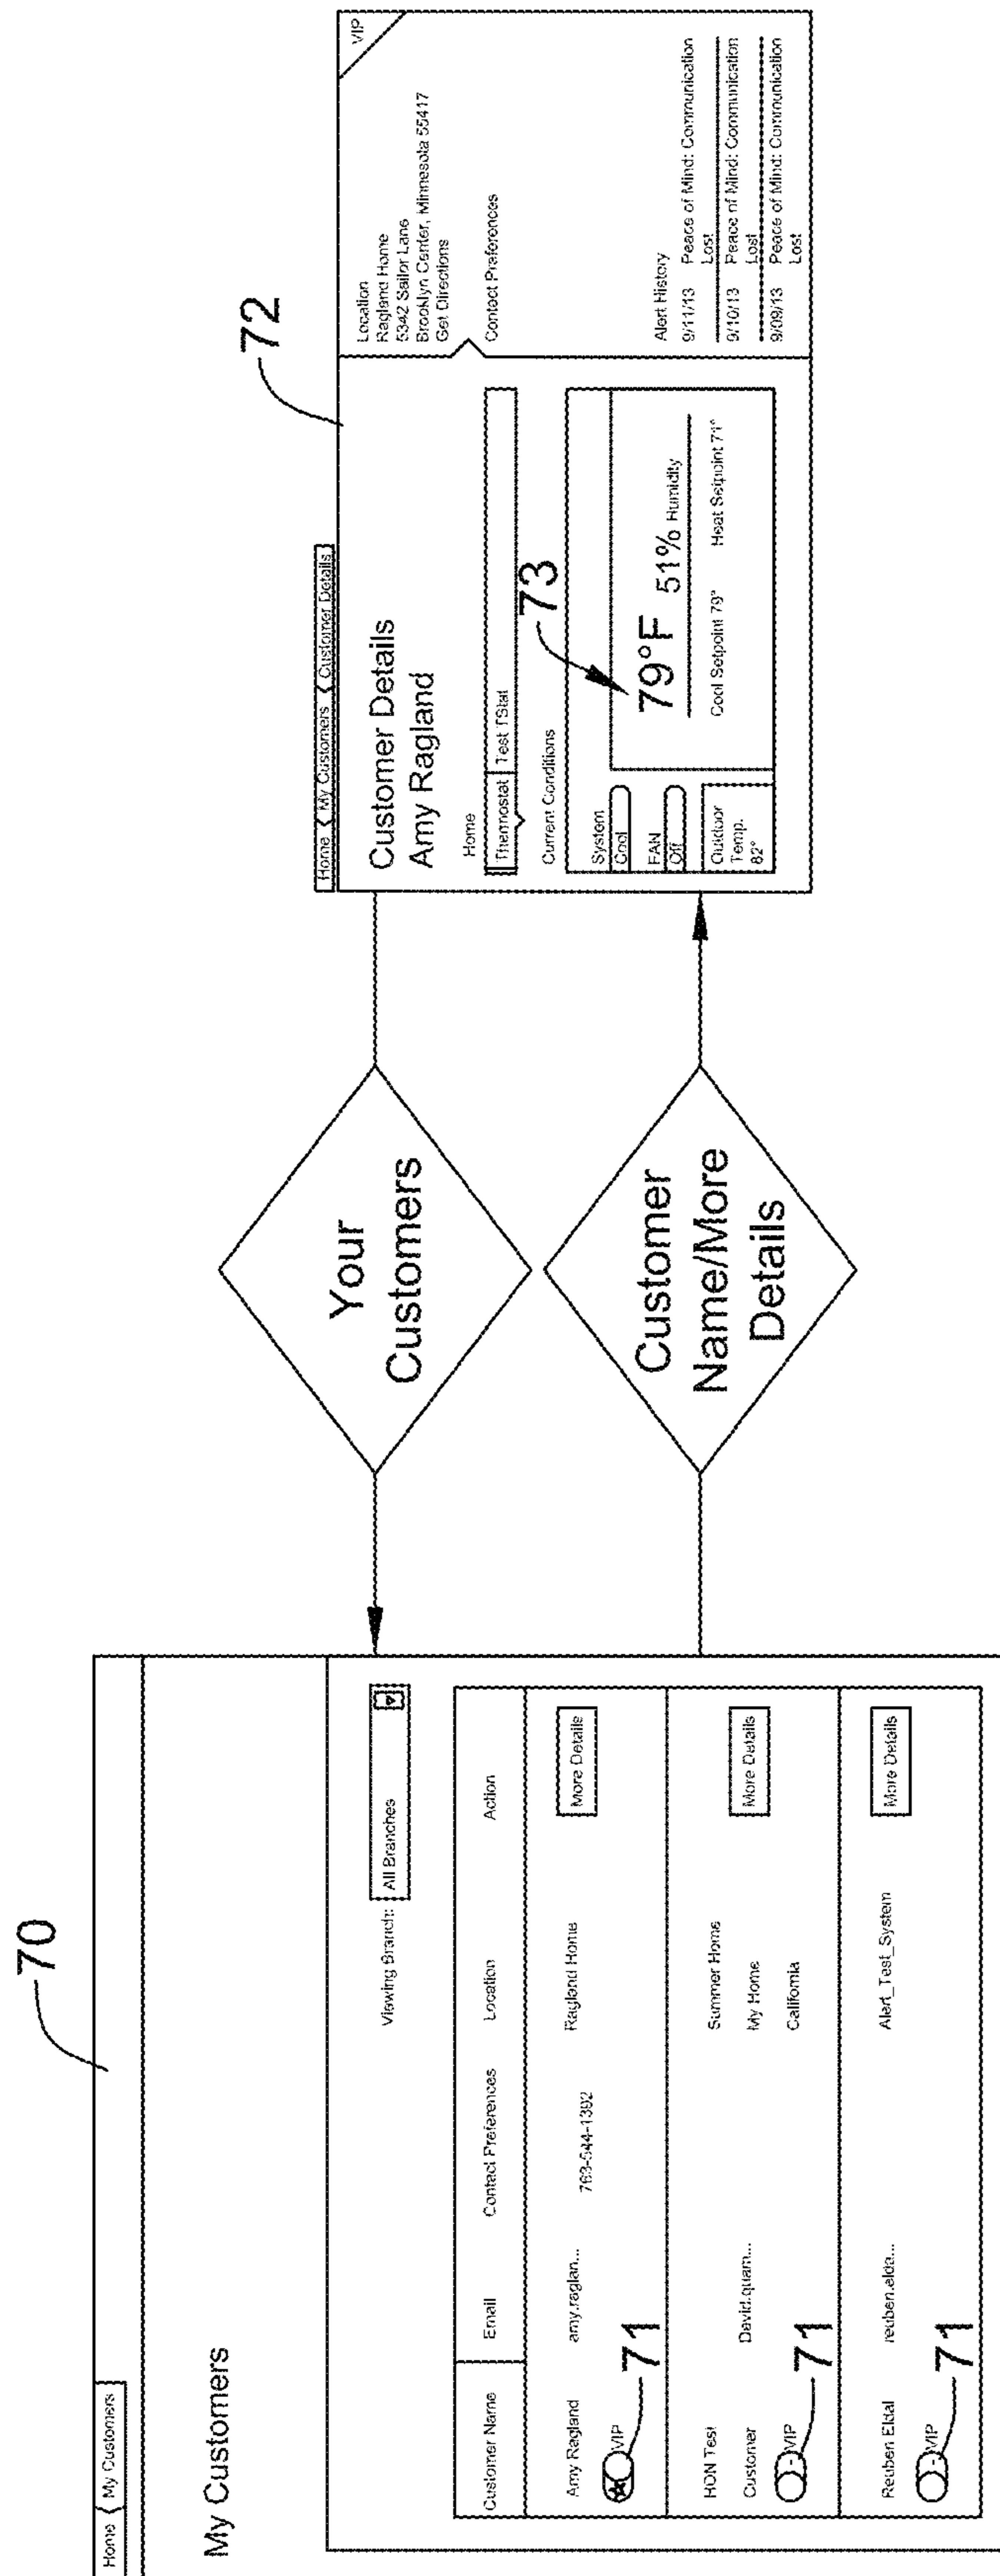 70
Home My Customers
My Customers
Viewing Branch: All Branches
Customer Name Email Contact Preferences Location Action
Amy Ragland amy.raglan... 763-544-1392 Ragland Home More Details
VIP
71
HON Test
Customer David.quam... Summer Home
My Home
California
More Details
VIP
71
Reuben Eldal reuben.elda... Alert_Test_System More Details
VIP
71
Your
Customers
Customer
Name/More
Details
72
Home My Customers Customer Details
Customer Details
Amy Ragland
VIP
Home
Thermostat Test TStat
Current Conditions
73
System
Cool
FAN
Off
Outdoor
Temp.
82°
79°F 51% Humidity
Cool Setpoint 79° Heat Setpoint 71°
Location
Ragland Home
5342 Sailor Lane
Brooklyn Center, Minnesota 55417
Get Directions
Contact Preferences
Alert History
9/11/13 Peace of Mind: Communication
Lost
9/10/13 Peace of Mind: Communication
Lost
9/09/13 Peace of Mind: Communication
Lost